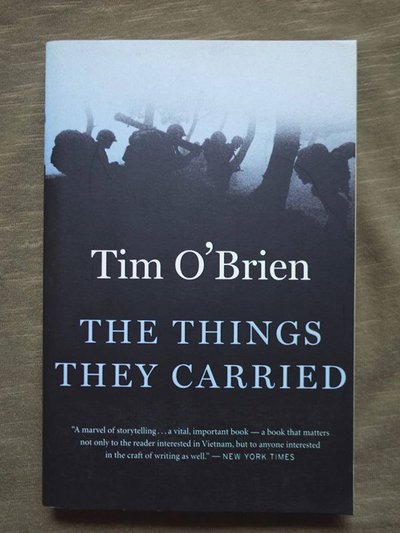 Tim O’Brien
THE THINGS
THEY CARRIED
“A marvel of storytelling . . . a vital, important book — a book that matters
not only to the reader interested in Vietnam, but to anyone interested
in the craft of writing as well.” — NEW YORK TIMES